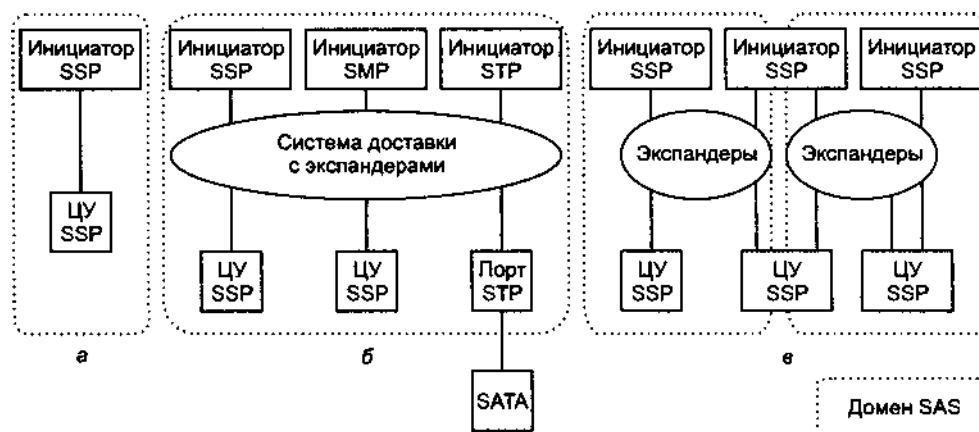 Инициатор
SSP
Инициатор
SSP
Инициатор
SMP
Инициатор
STP
Инициатор
SSP
Инициатор
SSP
Инициатор
SSP
Система доставки
с экспандерами
Экспандеры
Экспандеры
ЦУ
SSP
ЦУ
SSP
ЦУ
SSP
Порт
STP
ЦУ
SSP
ЦУ
SSP
ЦУ
SSP
а
б
в
SATA
Домен SAS